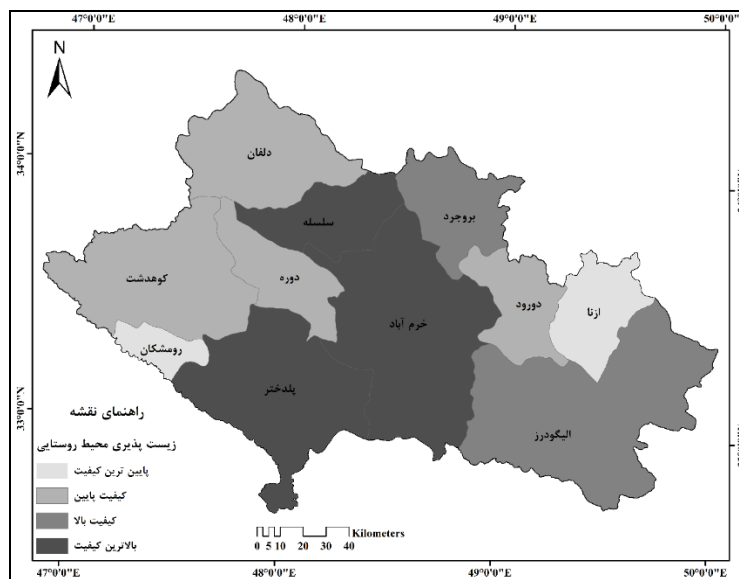 47°0'0"E 48°0'0"E 49°0'0"E 50°0'0"E
N
34°0'0"N
دلفان
بروجرد
سلسله
کوهدشت
دوره
دورود
ازنا
خرم آباد
رومشکان
پلدختر
33°0'0"N
الیگودرز
راهنمای نقشه
زیست پذیری محیط روستایی
پایین ترین کیفیت
کیفیت پایین
کیفیت بالا
بالاترین کیفیت
Kilometers
0 5 10 20 30 40
47°0'0"E 48°0'0"E 49°0'0"E 50°0'0"E